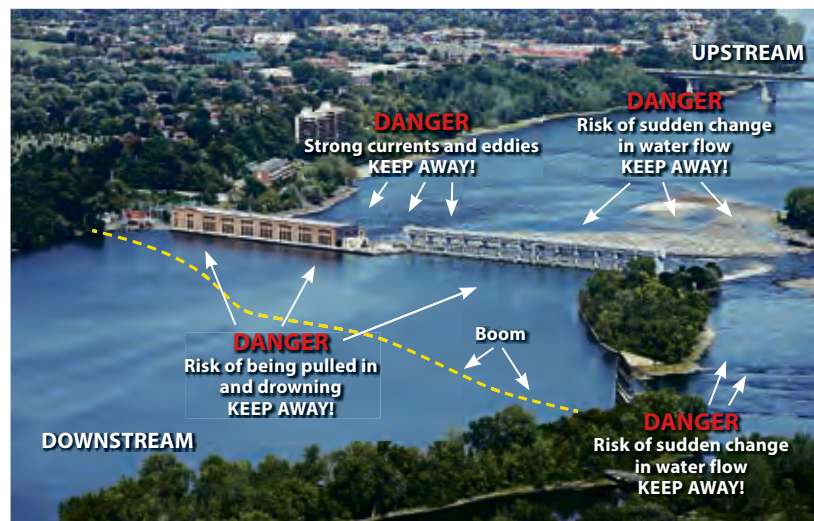 UPSTREAM
DANGER
Strong currents and eddies
KEEP AWAY!
DANGER
Risk of sudden change
in water flow
KEEP AWAY!
DANGER
Risk of being pulled in
and drowning
KEEP AWAY!
Boom
DOWNSTREAM
DANGER
Risk of sudden change
in water flow
KEEP AWAY!